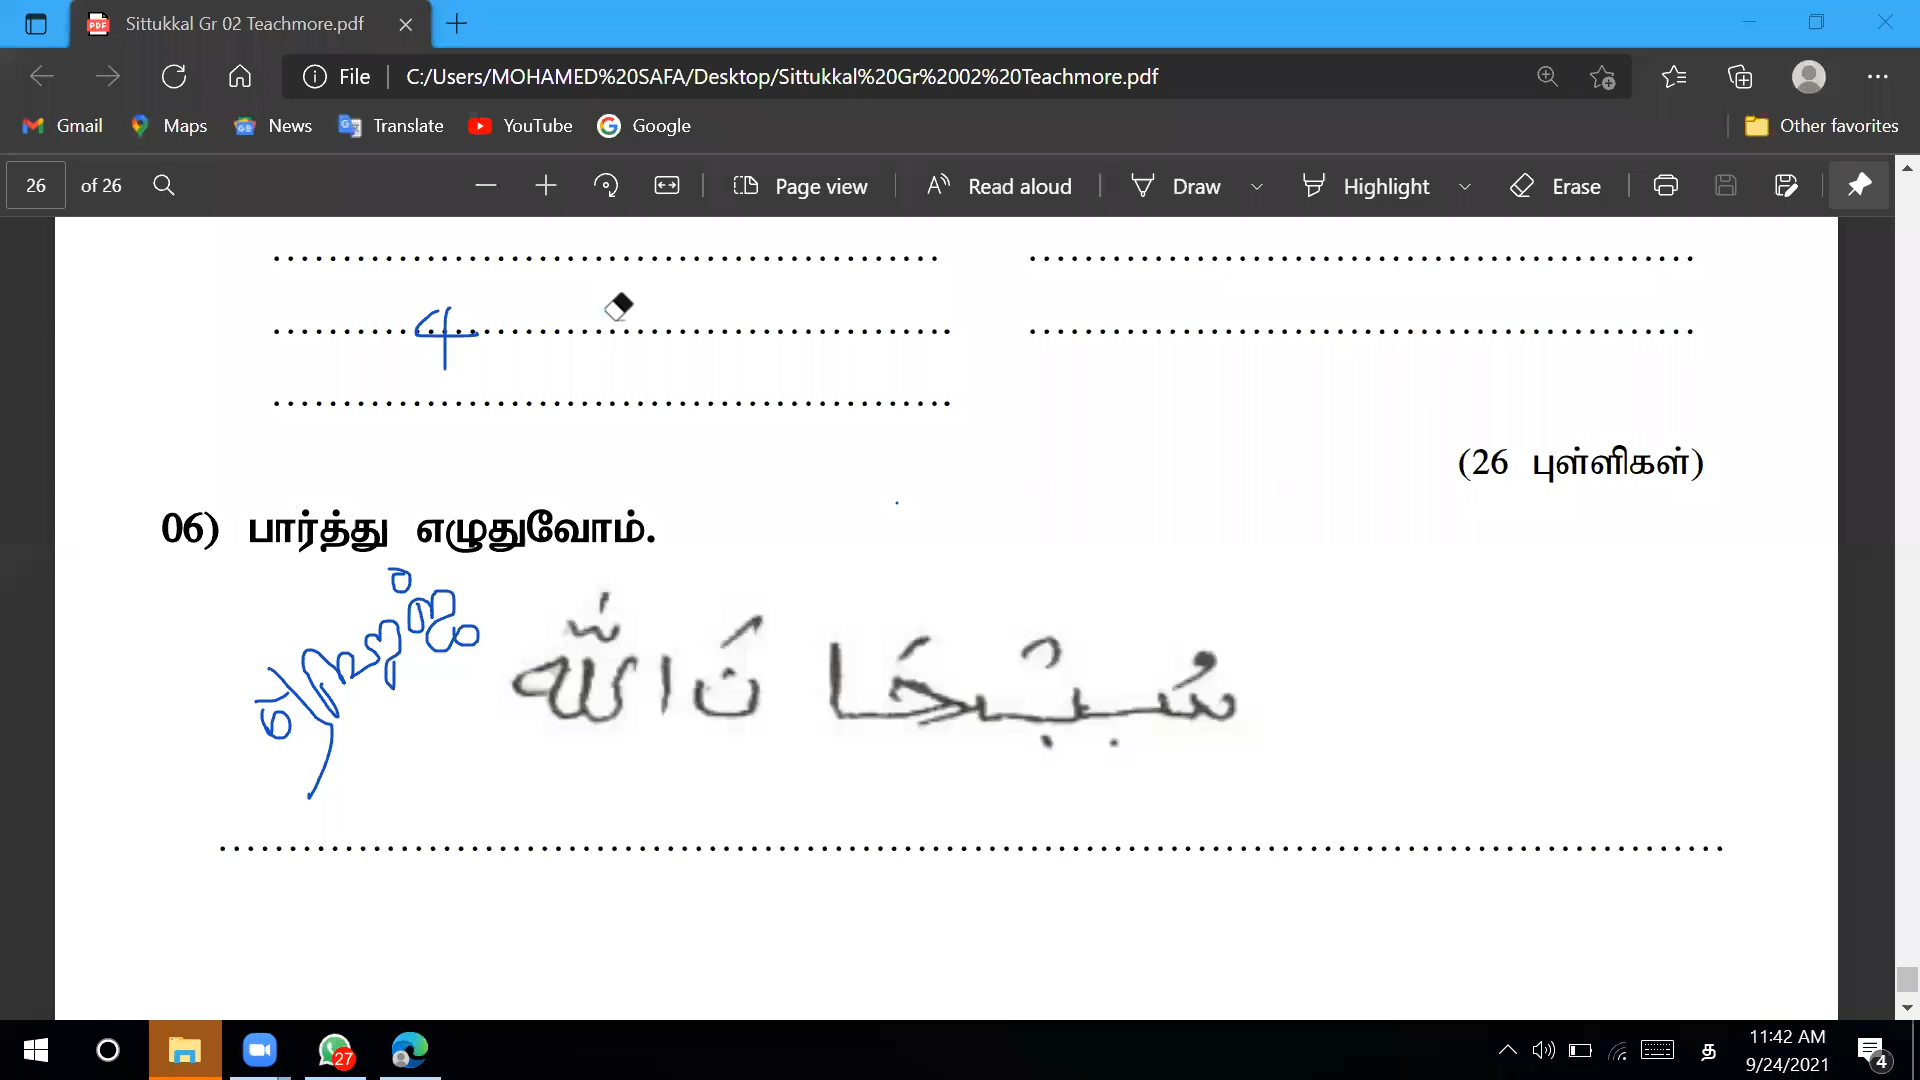 Sittukkal Gr 02 Teachmore.pdf
File C:/Users/MOHAMED%20SAFA/Desktop/Sittukkal%20Gr%2002%20Teachmore.pdf
Gmail Maps News Translate YouTube Google Other favorites
26 of 26 Page view Read aloud Draw Highlight Erase
4
(26 புள்ளிகள்)
06) பார்த்து எழுதுவோம்.
سُبْحَا نَ اللّٰه
27
த 11:42 AM
9/24/2021
4